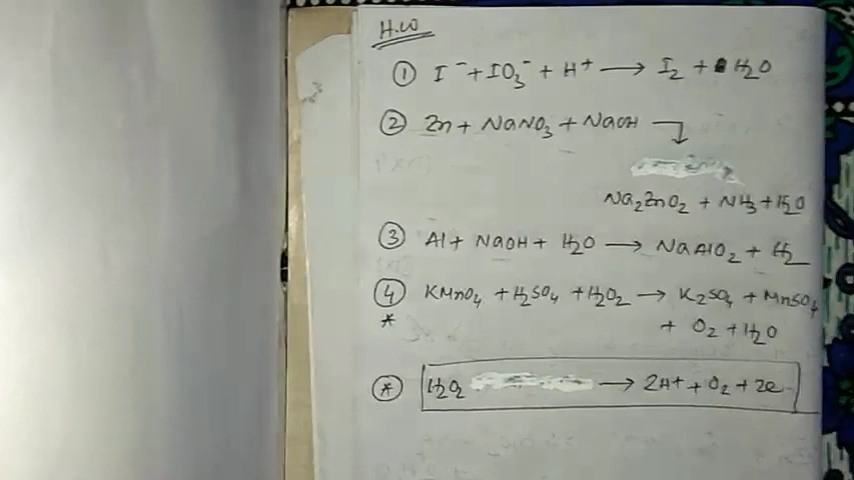 H.W
① I⁻ + IO₃⁻ + H⁺ ⟶ I₂ + H₂O
② Zn + NaNO₃ + NaOH ⟶
Na₂ZnO₂ + NH₃ + H₂O
③ Al + NaOH + H₂O ⟶ NaAlO₂ + H₂
④ KMnO₄ + H₂SO₄ + H₂O₂ ⟶ K₂SO₄ + MnSO₄
* + O₂ + H₂O
(*) H₂O₂ ⟶ 2H⁺ + O₂ + 2e⁻